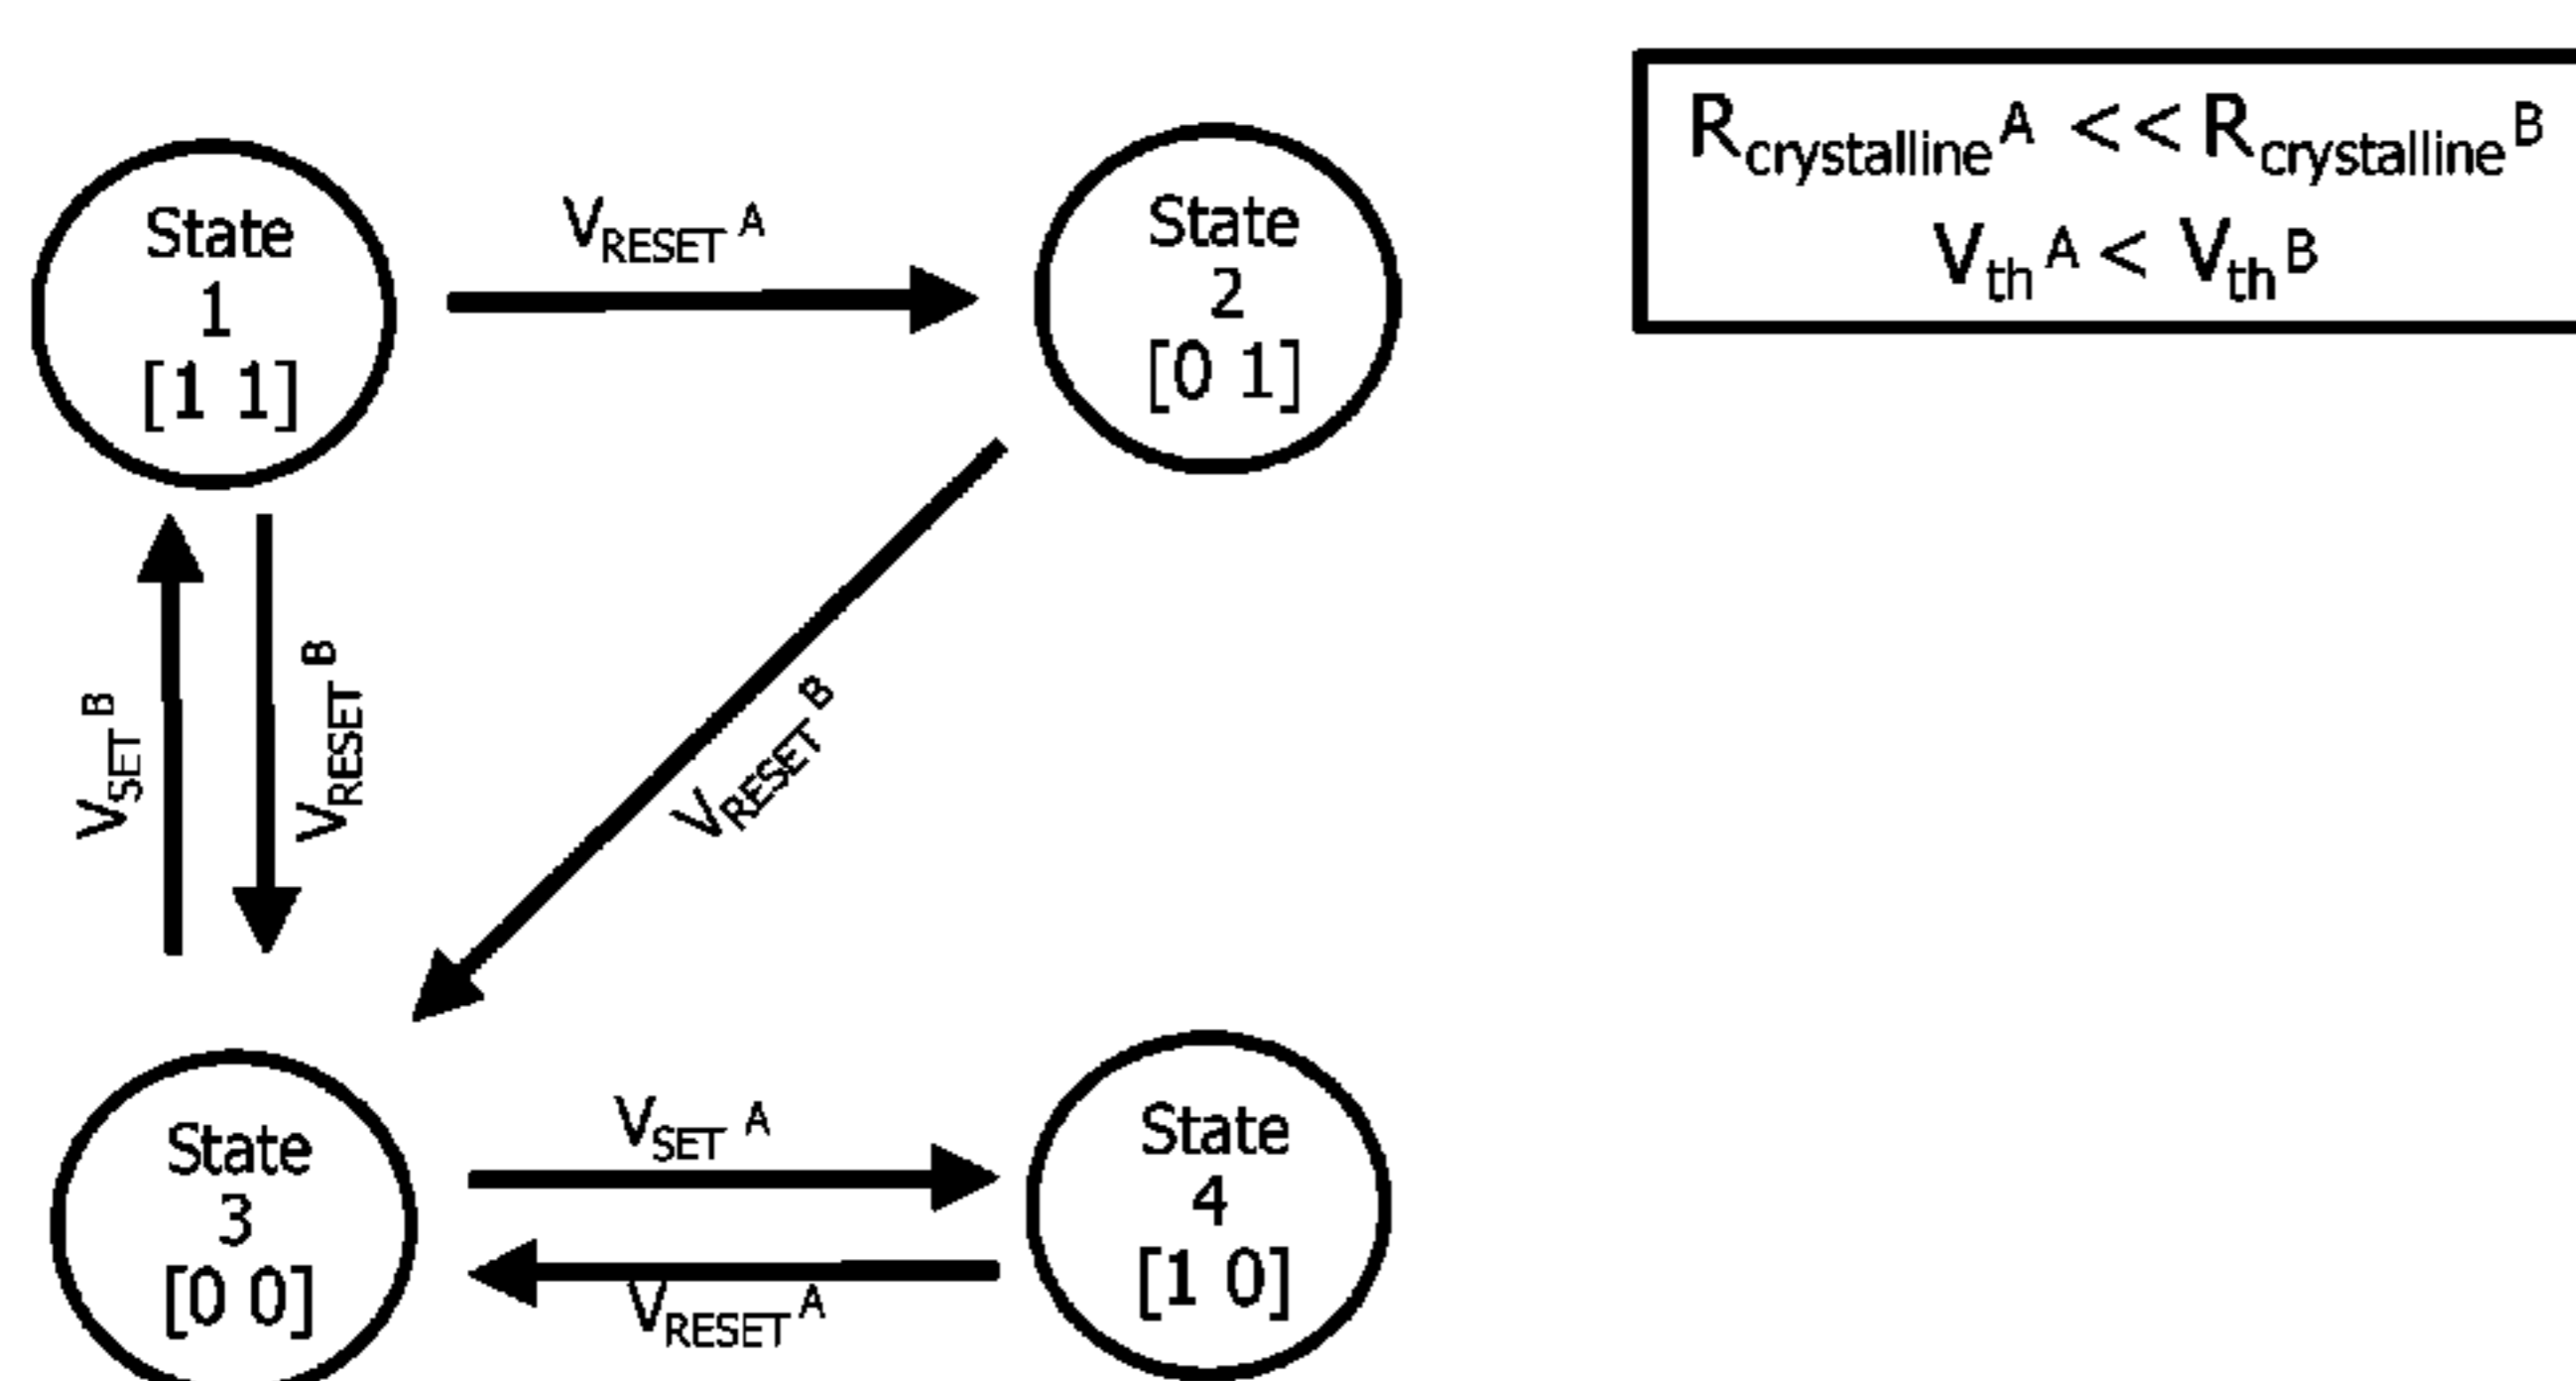 State
1
[1 1]
V_RESET A
State
2
[0 1]
R_crystalline A << R_crystalline B
V_th A < V_th B
V_SET B
V_RESET B
V_RESET B
State
3
[0 0]
V_SET A
V_RESET A
State
4
[1 0]